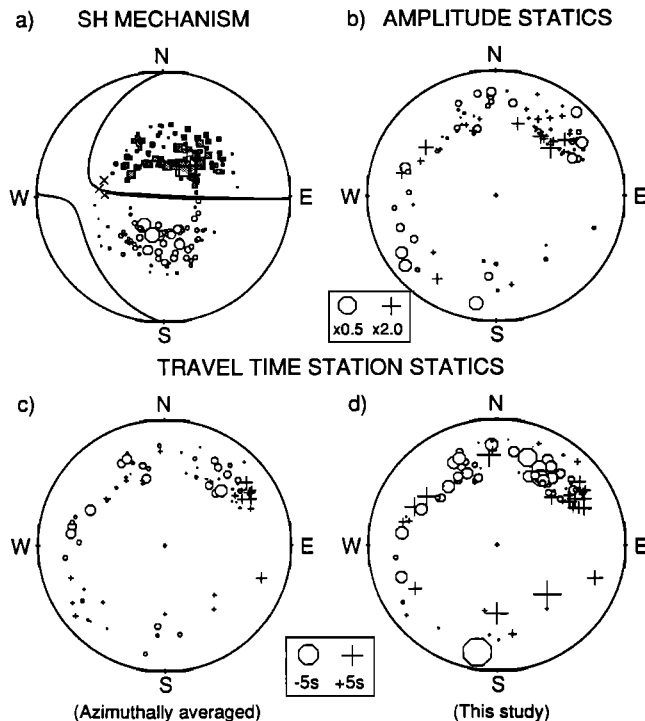 a) SH MECHANISM
b) AMPLITUDE STATICS
N
N
W
E
W
E
S
S
x0.5 x2.0
TRAVEL TIME STATION STATICS
c)
d)
N
N
W
E
W
E
S
S
-5s +5s
(Azimuthally averaged)
(This study)